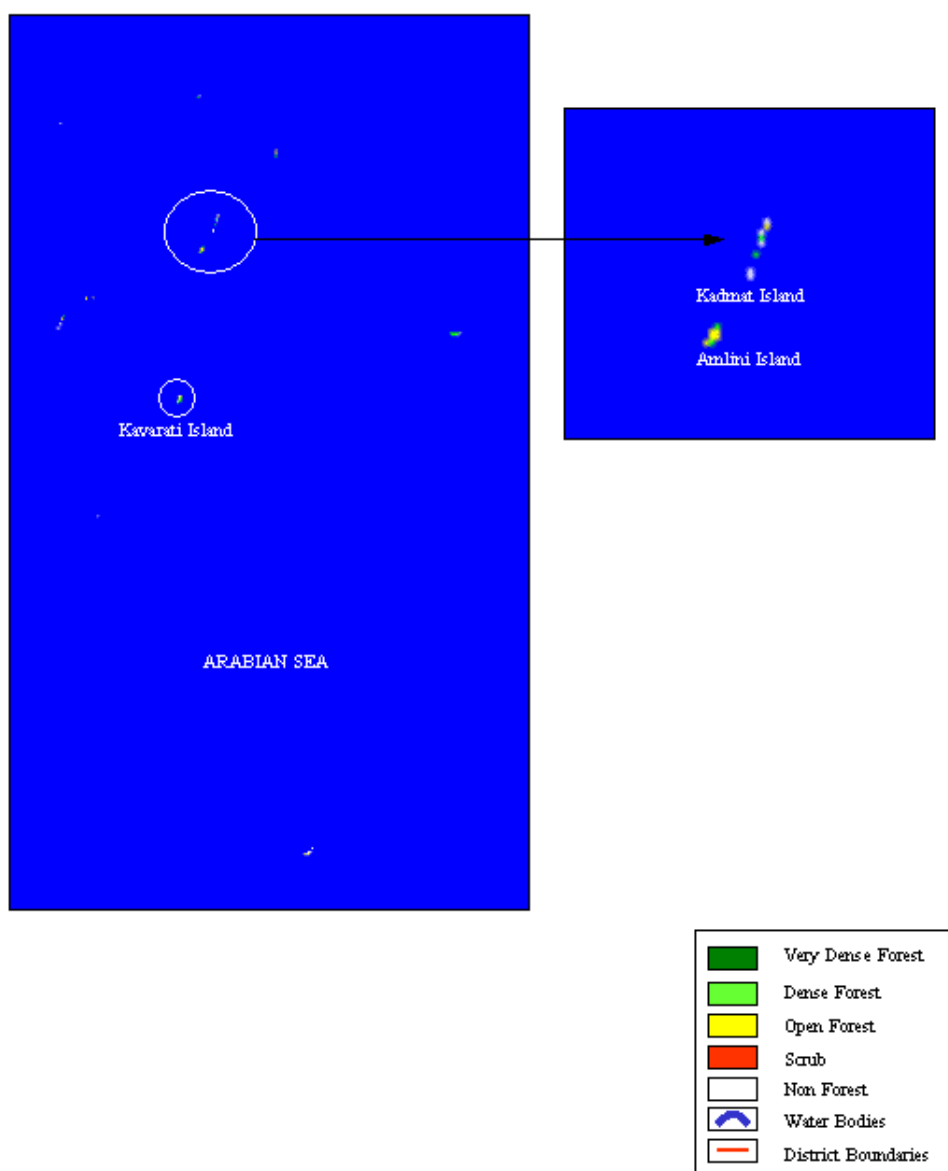 Kadmat Island
Amlini Island
Kavarati Island
ARABIAN SEA
Very Dense Forest
Dense Forest
Open Forest
Scrub
Non Forest
Water Bodies
District Boundaries